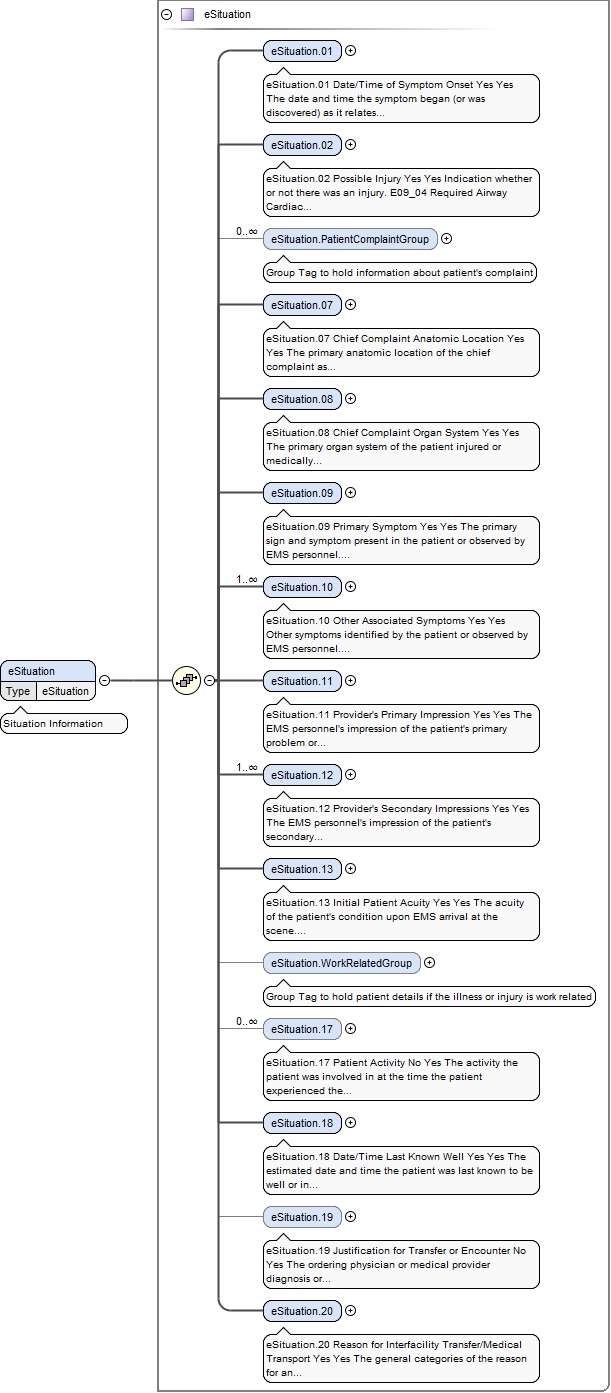 eSituation
eSituation.01
eSituation.01 Date/Time of Symptom Onset Yes Yes
The date and time the symptom began (or was
discovered) as it relates...
eSituation.02
eSituation.02 Possible Injury Yes Yes Indication whether
or not there was an injury. E09_04 Required Airway
Cardiac...
0..∞
eSituation.PatientComplaintGroup
Group Tag to hold information about patient's complaint
eSituation.07
eSituation.07 Chief Complaint Anatomic Location Yes
Yes The primary anatomic location of the chief
complaint as...
eSituation.08
eSituation.08 Chief Complaint Organ System Yes Yes
The primary organ system of the patient injured or
medically...
eSituation.09
eSituation.09 Primary Symptom Yes Yes The primary
sign and symptom present in the patient or observed by
EMS personnel....
1..∞
eSituation.10
eSituation.10 Other Associated Symptoms Yes Yes
Other symptoms identified by the patient or observed by
EMS personnel....
eSituation
Type eSituation
Situation Information
eSituation.11
eSituation.11 Provider's Primary Impression Yes Yes The
EMS personnel's impression of the patient's primary
problem or...
1..∞
eSituation.12
eSituation.12 Provider's Secondary Impressions Yes Yes
The EMS personnel's impression of the patient's
secondary...
eSituation.13
eSituation.13 Initial Patient Acuity Yes Yes The acuity
of the patient's condition upon EMS arrival at the
scene....
eSituation.WorkRelatedGroup
Group Tag to hold patient details if the illness or injury is work related
0..∞
eSituation.17
eSituation.17 Patient Activity No Yes The activity the
patient was involved in at the time the patient
experienced the...
eSituation.18
eSituation.18 Date/Time Last Known Well Yes Yes The
estimated date and time the patient was last known to be
well or in...
eSituation.19
eSituation.19 Justification for Transfer or Encounter No
Yes The ordering physician or medical provider
diagnosis or...
eSituation.20
eSituation.20 Reason for Interfacility Transfer/Medical
Transport Yes Yes The general categories of the reason
for an...